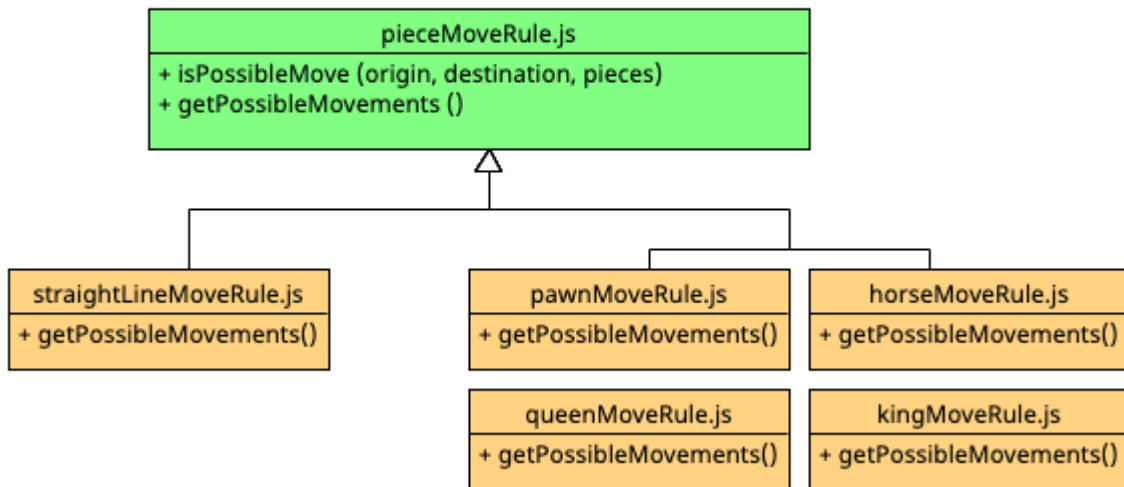 pieceMoveRule.js
+ isPossibleMove (origin, destination, pieces)
+ getPossibleMovements ()
straightLineMoveRule.js
+ getPossibleMovements()
pawnMoveRule.js
+ getPossibleMovements()
horseMoveRule.js
+ getPossibleMovements()
queenMoveRule.js
+ getPossibleMovements()
kingMoveRule.js
+ getPossibleMovements()